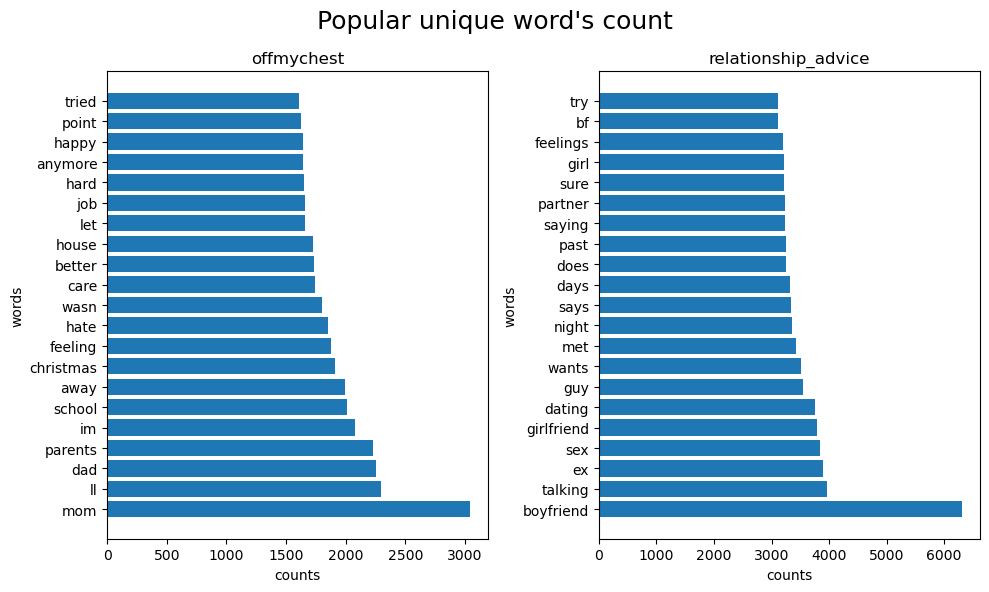 Popular unique word's count
offmychest
words
tried
point
happy
anymore
hard
job
let
house
better
care
wasn
hate
feeling
christmas
away
school
im
parents
dad
ll
mom
0 500 1000 1500 2000 2500 3000
counts
relationship_advice
words
try
bf
feelings
girl
sure
partner
saying
past
does
days
says
night
met
wants
guy
dating
girlfriend
sex
ex
talking
boyfriend
0 1000 2000 3000 4000 5000 6000
counts